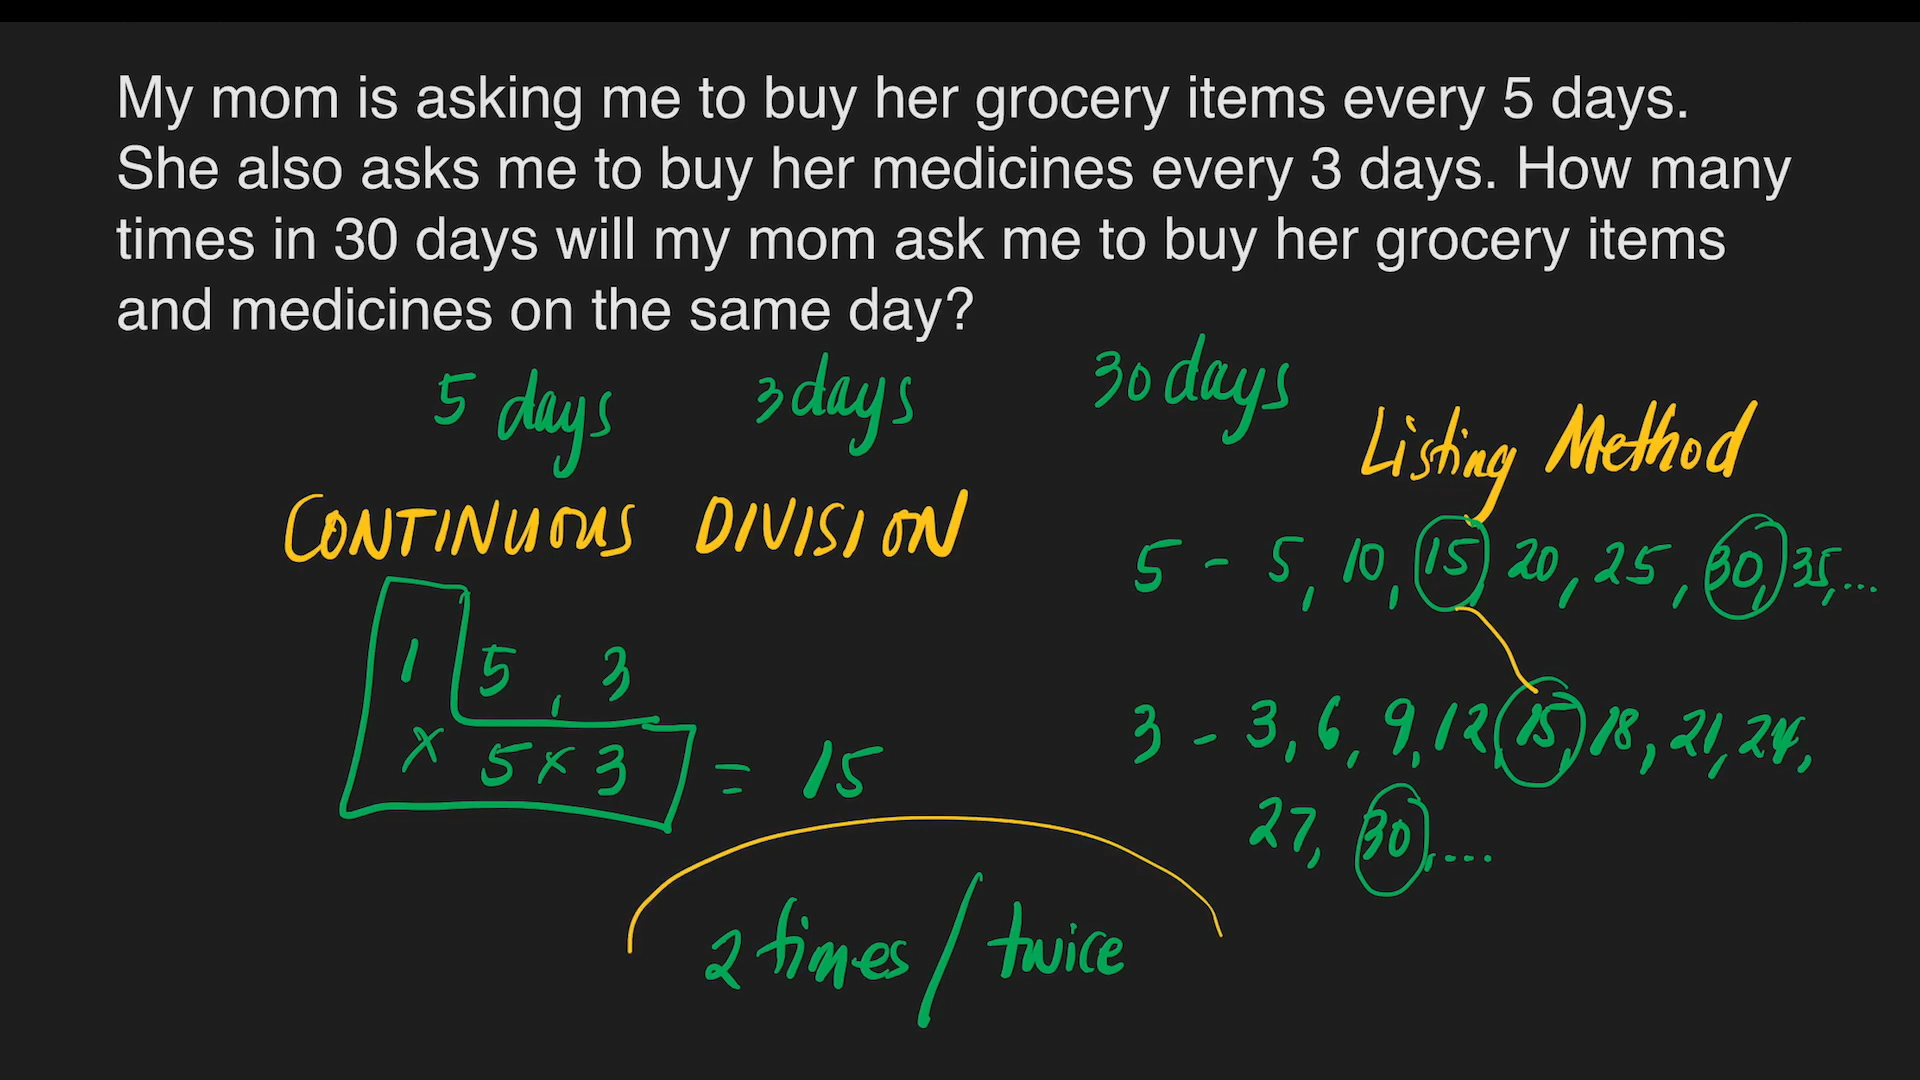 My mom is asking me to buy her grocery items every 5 days.
She also asks me to buy her medicines every 3 days. How many
times in 30 days will my mom ask me to buy her grocery items
and medicines on the same day?
5 days 3 days 30 days
CONTINUOUS DIVISION
1 5, 3
x 5 x 3 = 15
Listing Method
5 - 5, 10, 15, 20, 25, 30, 35, ...
3 - 3, 6, 9, 12, 15, 18, 21, 24,
27, 30, ....
2 times / twice